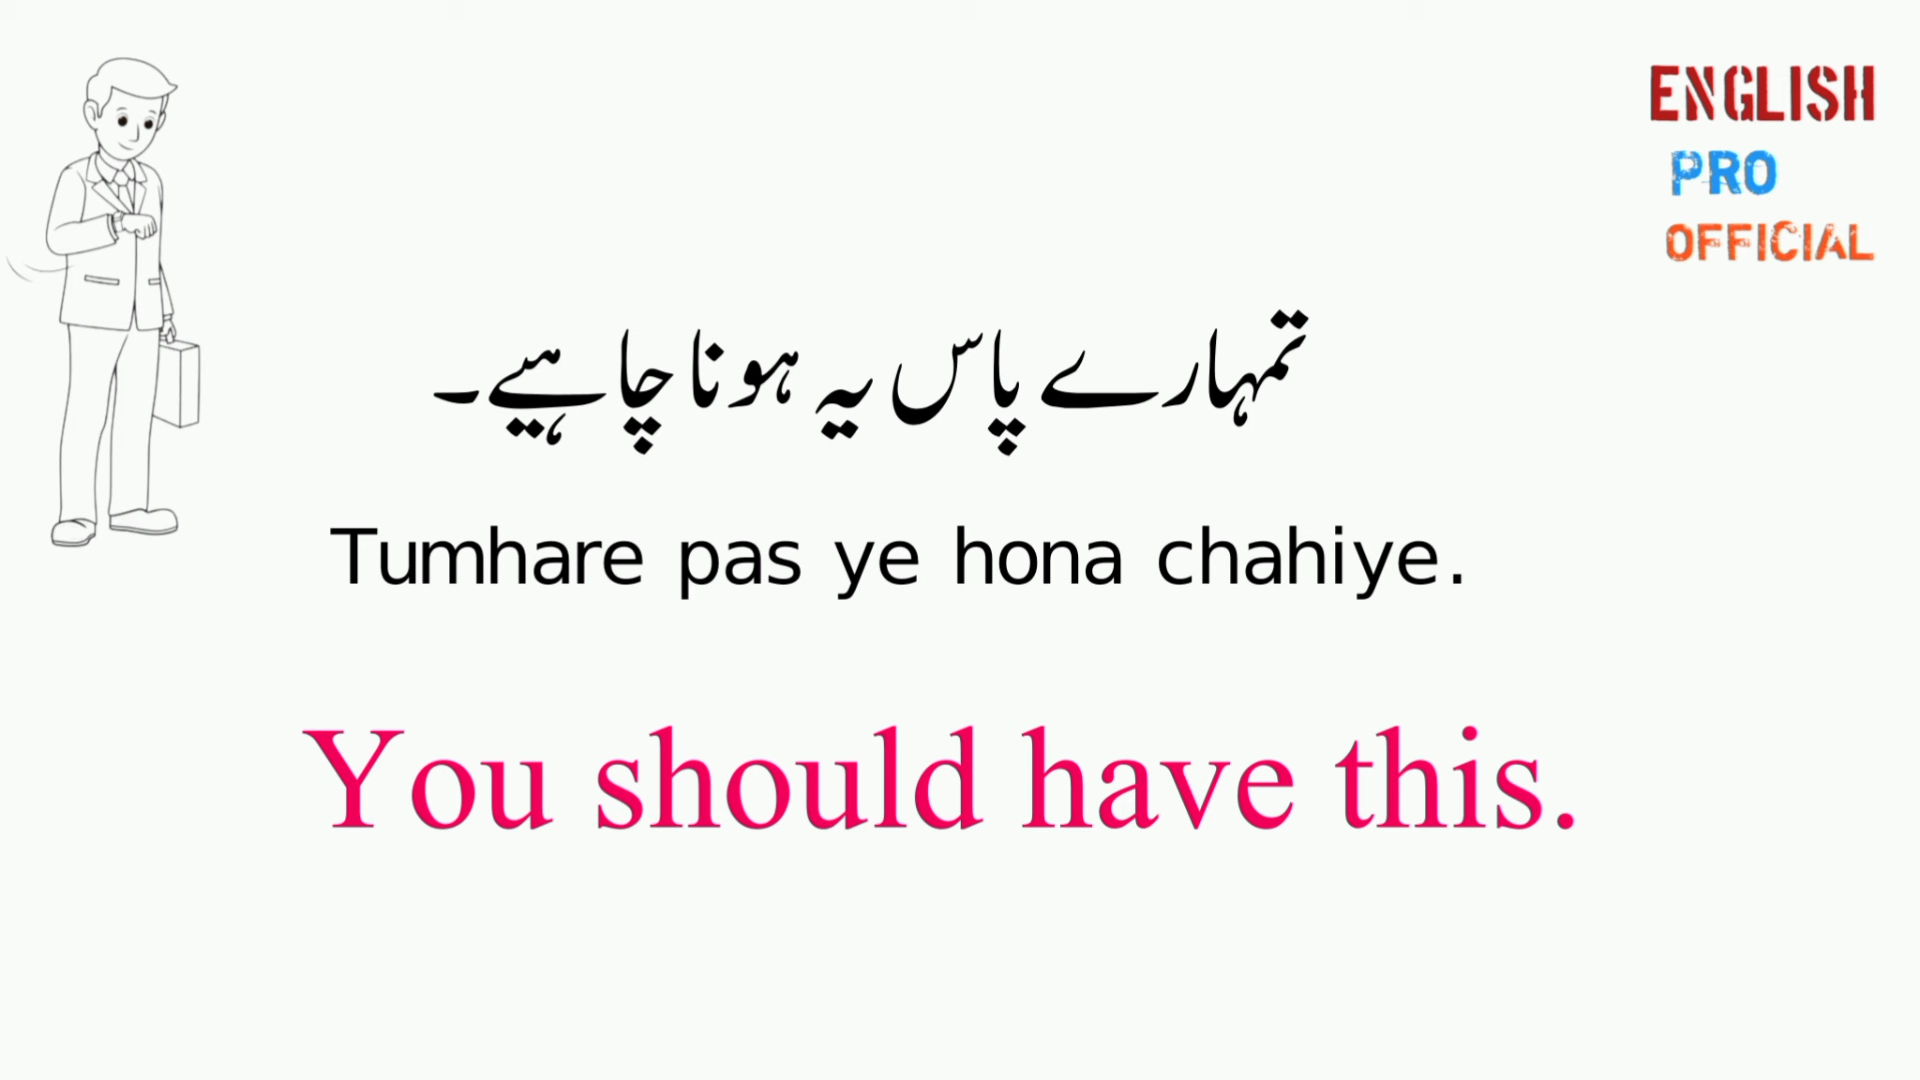 ENGLISH
PRO
OFFICIAL
تمہارے پاس یہ ہونا چاہیے۔
Tumhare pas ye hona chahiye.
You should have this.